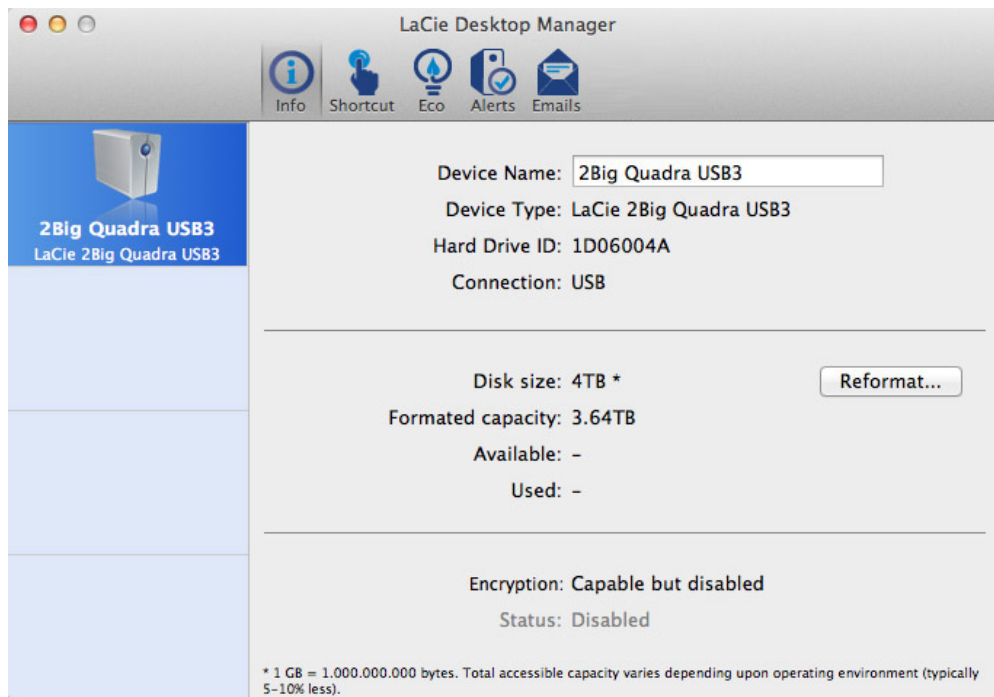 LaCie Desktop Manager
Info Shortcut Eco Alerts Emails
2Big Quadra USB3
LaCie 2Big Quadra USB3
Device Name: 2Big Quadra USB3
Device Type: LaCie 2Big Quadra USB3
Hard Drive ID: 1D06004A
Connection: USB
Disk size: 4TB * Reformat...
Formated capacity: 3.64TB
Available: –
Used: –
Encryption: Capable but disabled
Status: Disabled
* 1 GB = 1.000.000.000 bytes. Total accessible capacity varies depending upon operating environment (typically
5–10% less).